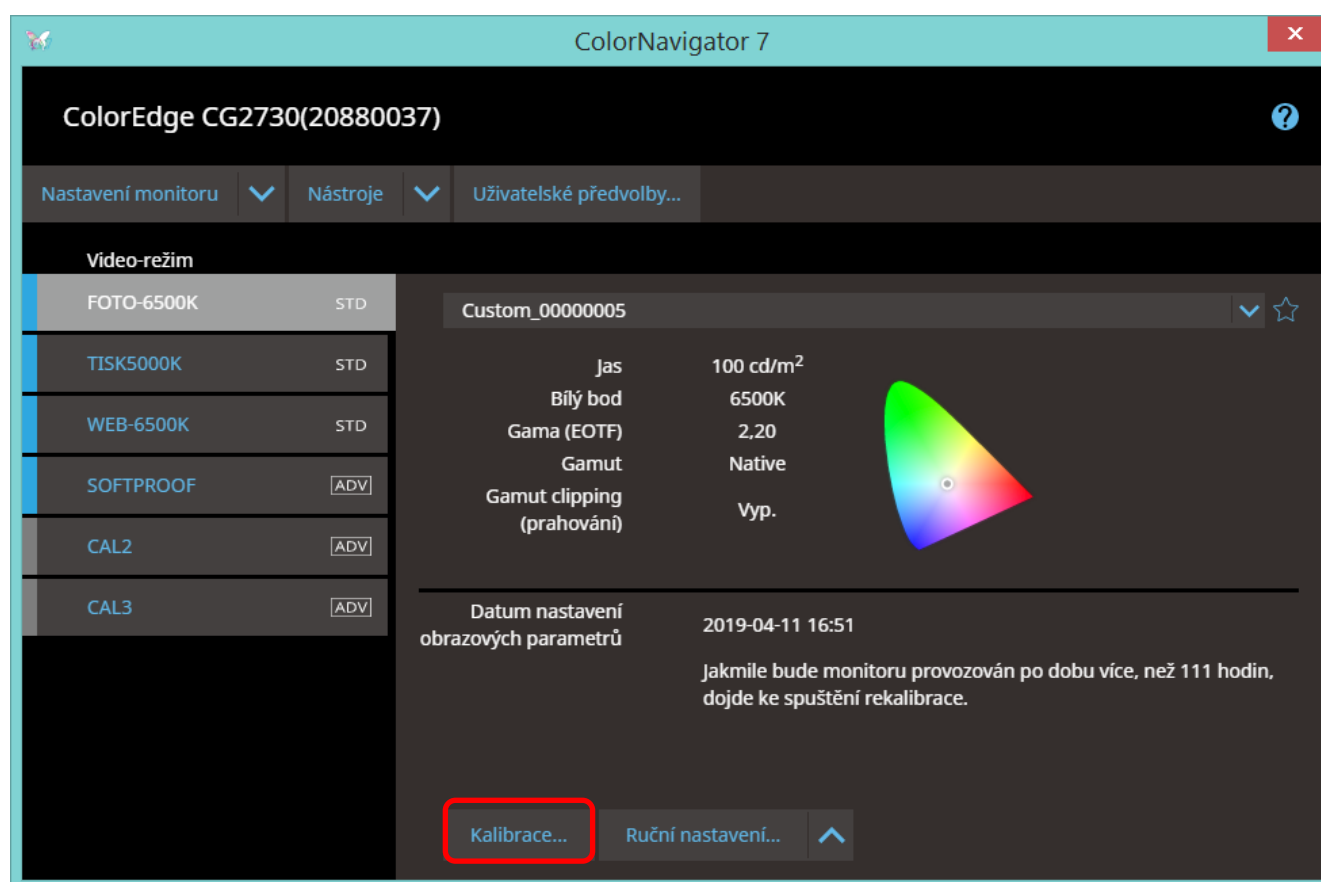 ColorNavigator 7
ColorEdge CG2730(20880037)
Nastavení monitoru Nástroje Uživatelské předvolby...
Video-režim
FOTO-6500K STD
TISK5000K STD
WEB-6500K STD
SOFTPROOF ADV
CAL2 ADV
CAL3 ADV
Custom_00000005
Jas 100 cd/m²
Bílý bod 6500K
Gama (EOTF) 2,20
Gamut Native
Gamut clipping
(prahování) Vyp.
Datum nastavení
obrazových parametrů 2019-04-11 16:51
Jakmile bude monitoru provozován po dobu více, než 111 hodin,
dojde ke spuštění rekalibrace.
Kalibrace... Ruční nastavení...